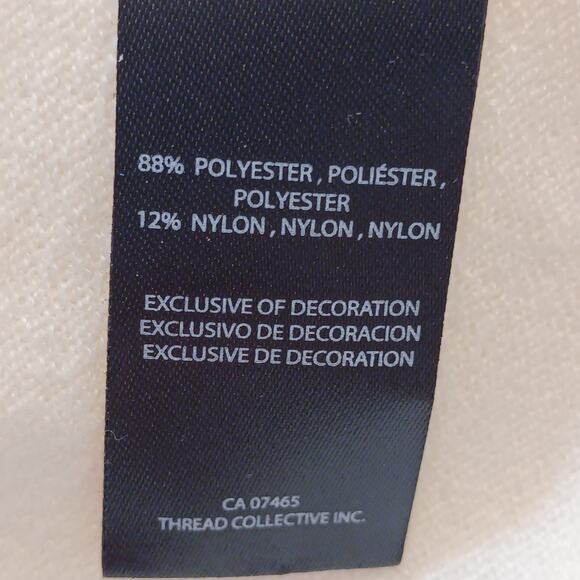 88% POLYESTER , POLIÉSTER ,
POLYESTER
12% NYLON , NYLON , NYLON
EXCLUSIVE OF DECORATION
EXCLUSIVO DE DECORACION
EXCLUSIVE DE DECORATION
CA 07465
THREAD COLLECTIVE INC.